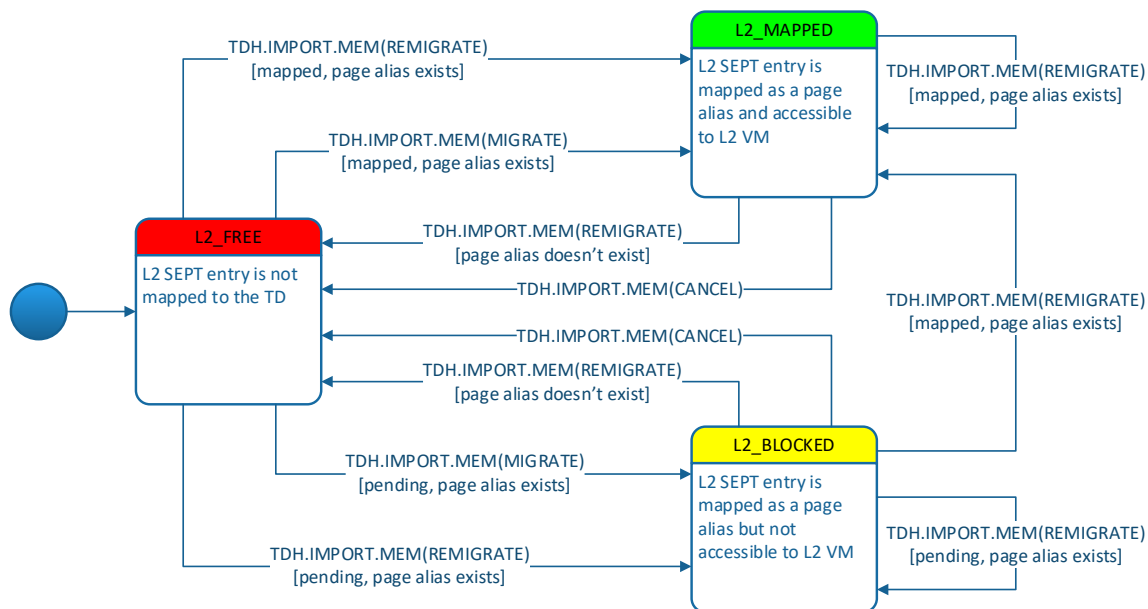 L2_MAPPED
L2 SEPT entry is
mapped as a page
alias and accessible
to L2 VM
TDH.IMPORT.MEM(REMIGRATE)
[mapped, page alias exists]
TDH.IMPORT.MEM(REMIGRATE)
[mapped, page alias exists]
TDH.IMPORT.MEM(MIGRATE)
[mapped, page alias exists]
L2_FREE
L2 SEPT entry is not
mapped to the TD
TDH.IMPORT.MEM(REMIGRATE)
[page alias doesn’t exist]
TDH.IMPORT.MEM(CANCEL)
TDH.IMPORT.MEM(REMIGRATE)
[mapped, page alias exists]
TDH.IMPORT.MEM(CANCEL)
TDH.IMPORT.MEM(REMIGRATE)
[page alias doesn’t exist]
L2_BLOCKED
L2 SEPT entry is
mapped as a page
alias but not
accessible to L2 VM
TDH.IMPORT.MEM(MIGRATE)
[pending, page alias exists]
TDH.IMPORT.MEM(REMIGRATE)
[pending, page alias exists]
TDH.IMPORT.MEM(REMIGRATE)
[pending, page alias exists]